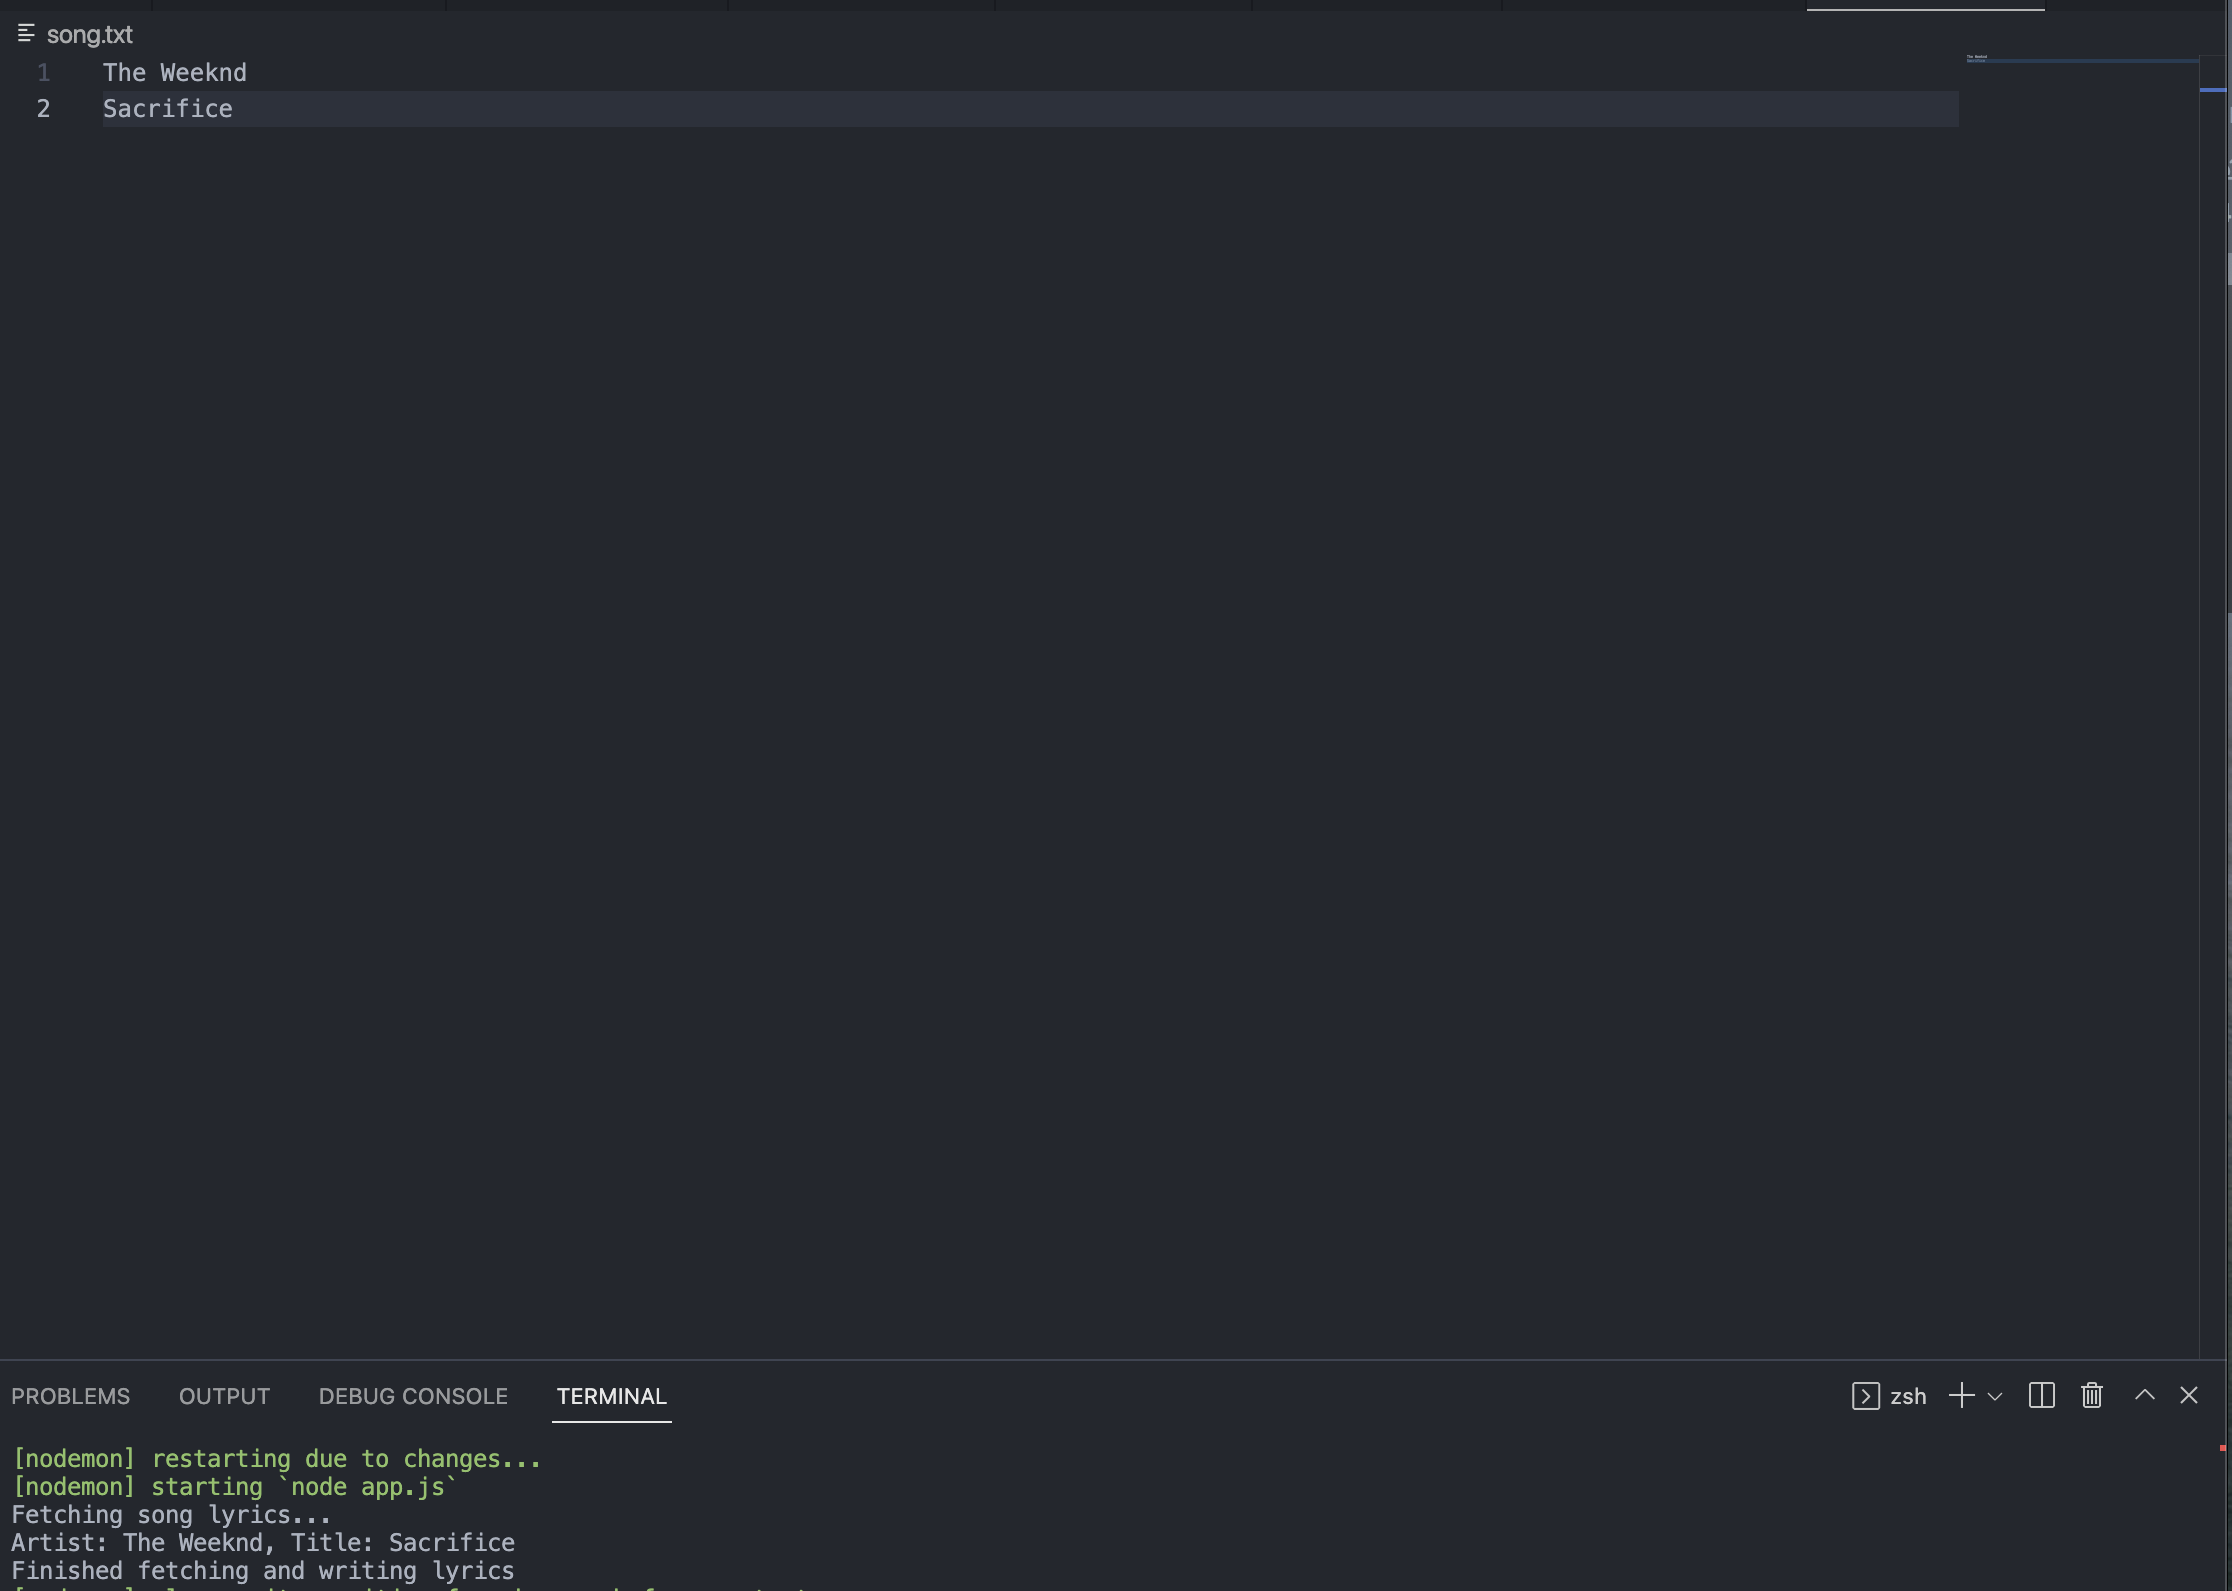 song.txt
1 The Weeknd
2 Sacrifice
PROBLEMS OUTPUT DEBUG CONSOLE TERMINAL zsh
[nodemon] restarting due to changes...
[nodemon] starting `node app.js`
Fetching song lyrics...
Artist: The Weeknd, Title: Sacrifice
Finished fetching and writing lyrics